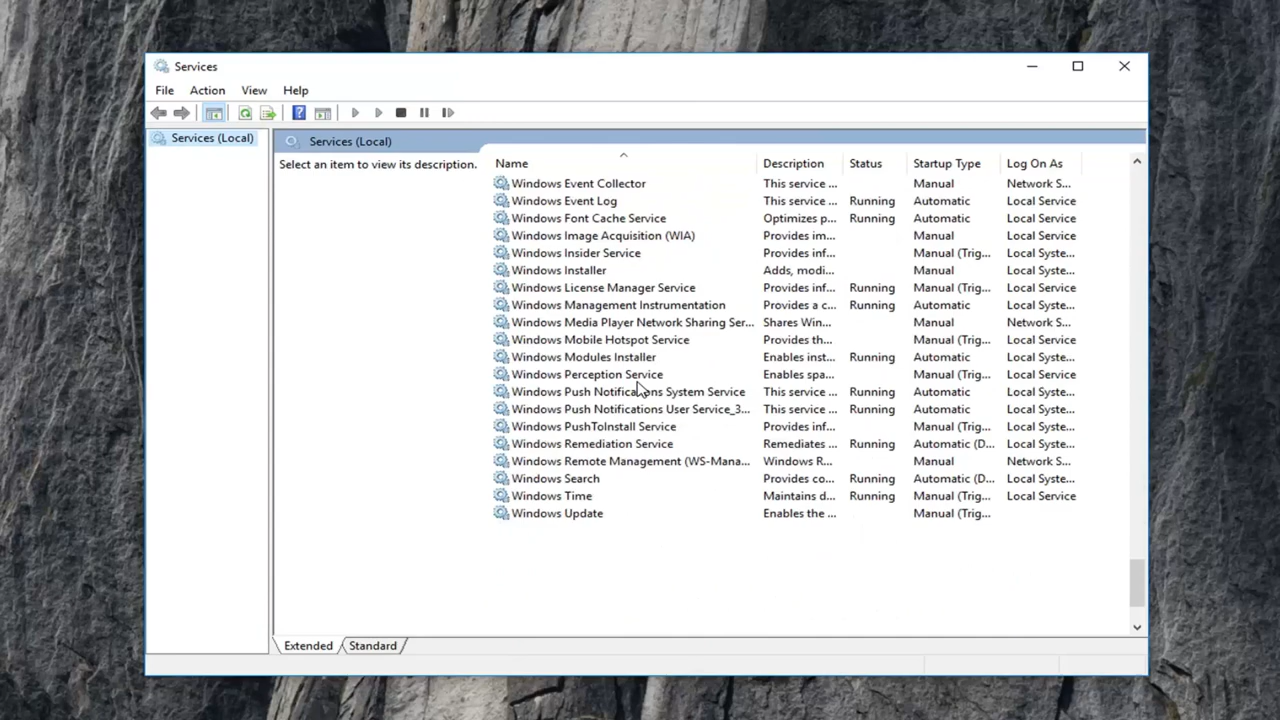 Services
File Action View Help
Services (Local)
Services (Local)
Select an item to view its description.
Name Description Status Startup Type Log On As
Windows Event Collector This service ... Manual Network S...
Windows Event Log This service ... Running Automatic Local Service
Windows Font Cache Service Optimizes p... Running Automatic Local Service
Windows Image Acquisition (WIA) Provides im... Manual Local Service
Windows Insider Service Provides inf... Manual (Trig... Local Syste...
Windows Installer Adds, modi... Manual Local Syste...
Windows License Manager Service Provides inf... Running Manual (Trig... Local Service
Windows Management Instrumentation Provides a c... Running Automatic Local Syste...
Windows Media Player Network Sharing Ser... Shares Win... Manual Network S...
Windows Mobile Hotspot Service Provides th... Manual (Trig... Local Service
Windows Modules Installer Enables inst... Running Automatic Local Syste...
Windows Perception Service Enables spa... Manual (Trig... Local Service
Windows Push Notifications System Service This service ... Running Automatic Local Syste...
Windows Push Notifications User Service_3... This service ... Running Automatic Local Syste...
Windows PushToInstall Service Provides inf... Manual (Trig... Local Syste...
Windows Remediation Service Remediates ... Running Automatic (D... Local Syste...
Windows Remote Management (WS-Mana... Windows R... Manual Network S...
Windows Search Provides co... Running Automatic (D... Local Syste...
Windows Time Maintains d... Running Manual (Trig... Local Service
Windows Update Enables the ... Manual (Trig...
Extended Standard